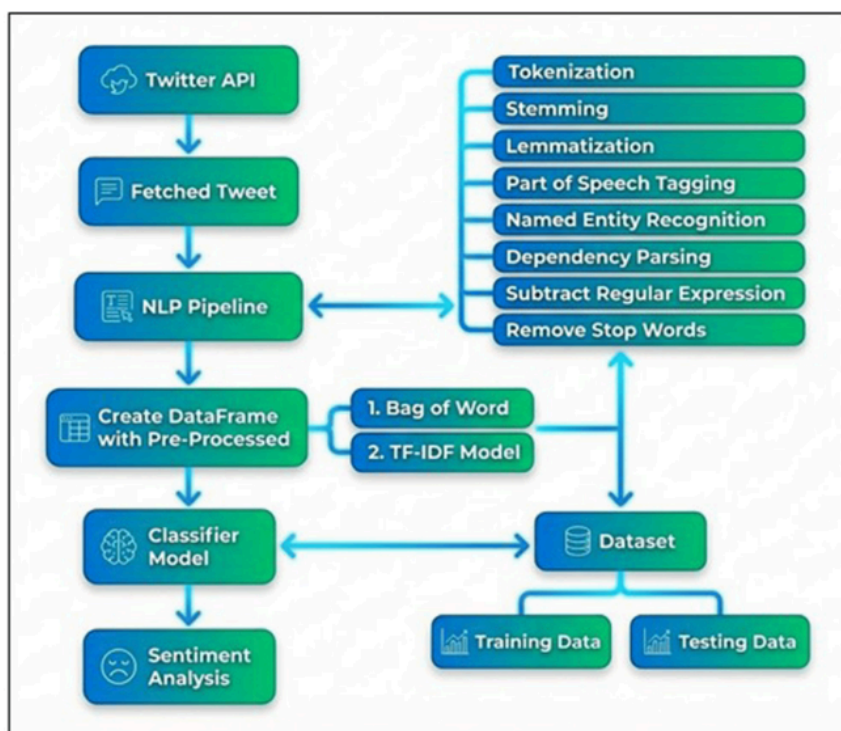 Twitter API
Fetched Tweet
NLP Pipeline
Create DataFrame
with Pre-Processed
Classifier
Model
Sentiment
Analysis
Tokenization
Stemming
Lemmatization
Part of Speech Tagging
Named Entity Recognition
Dependency Parsing
Subtract Regular Expression
Remove Stop Words
1. Bag of Word
2. TF-IDF Model
Dataset
Training Data
Testing Data